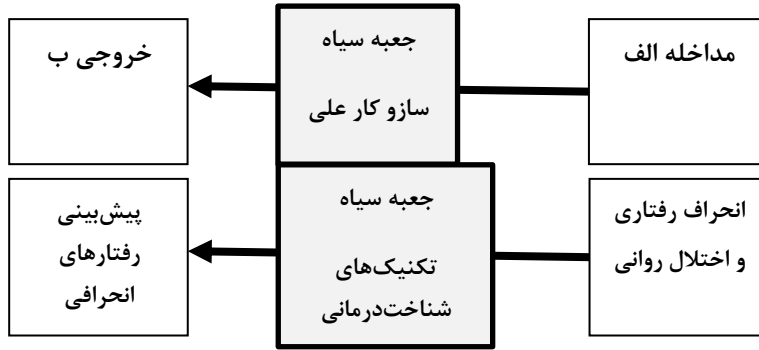 مداخله الف
جعبه سیاه
سازو کار علی
خروجی ب
انحراف رفتاری
و اختلال روانی
جعبه سیاه
تکنیک‌های
شناخت‌درمانی
پیش‌بینی
رفتارهای
انحرافی